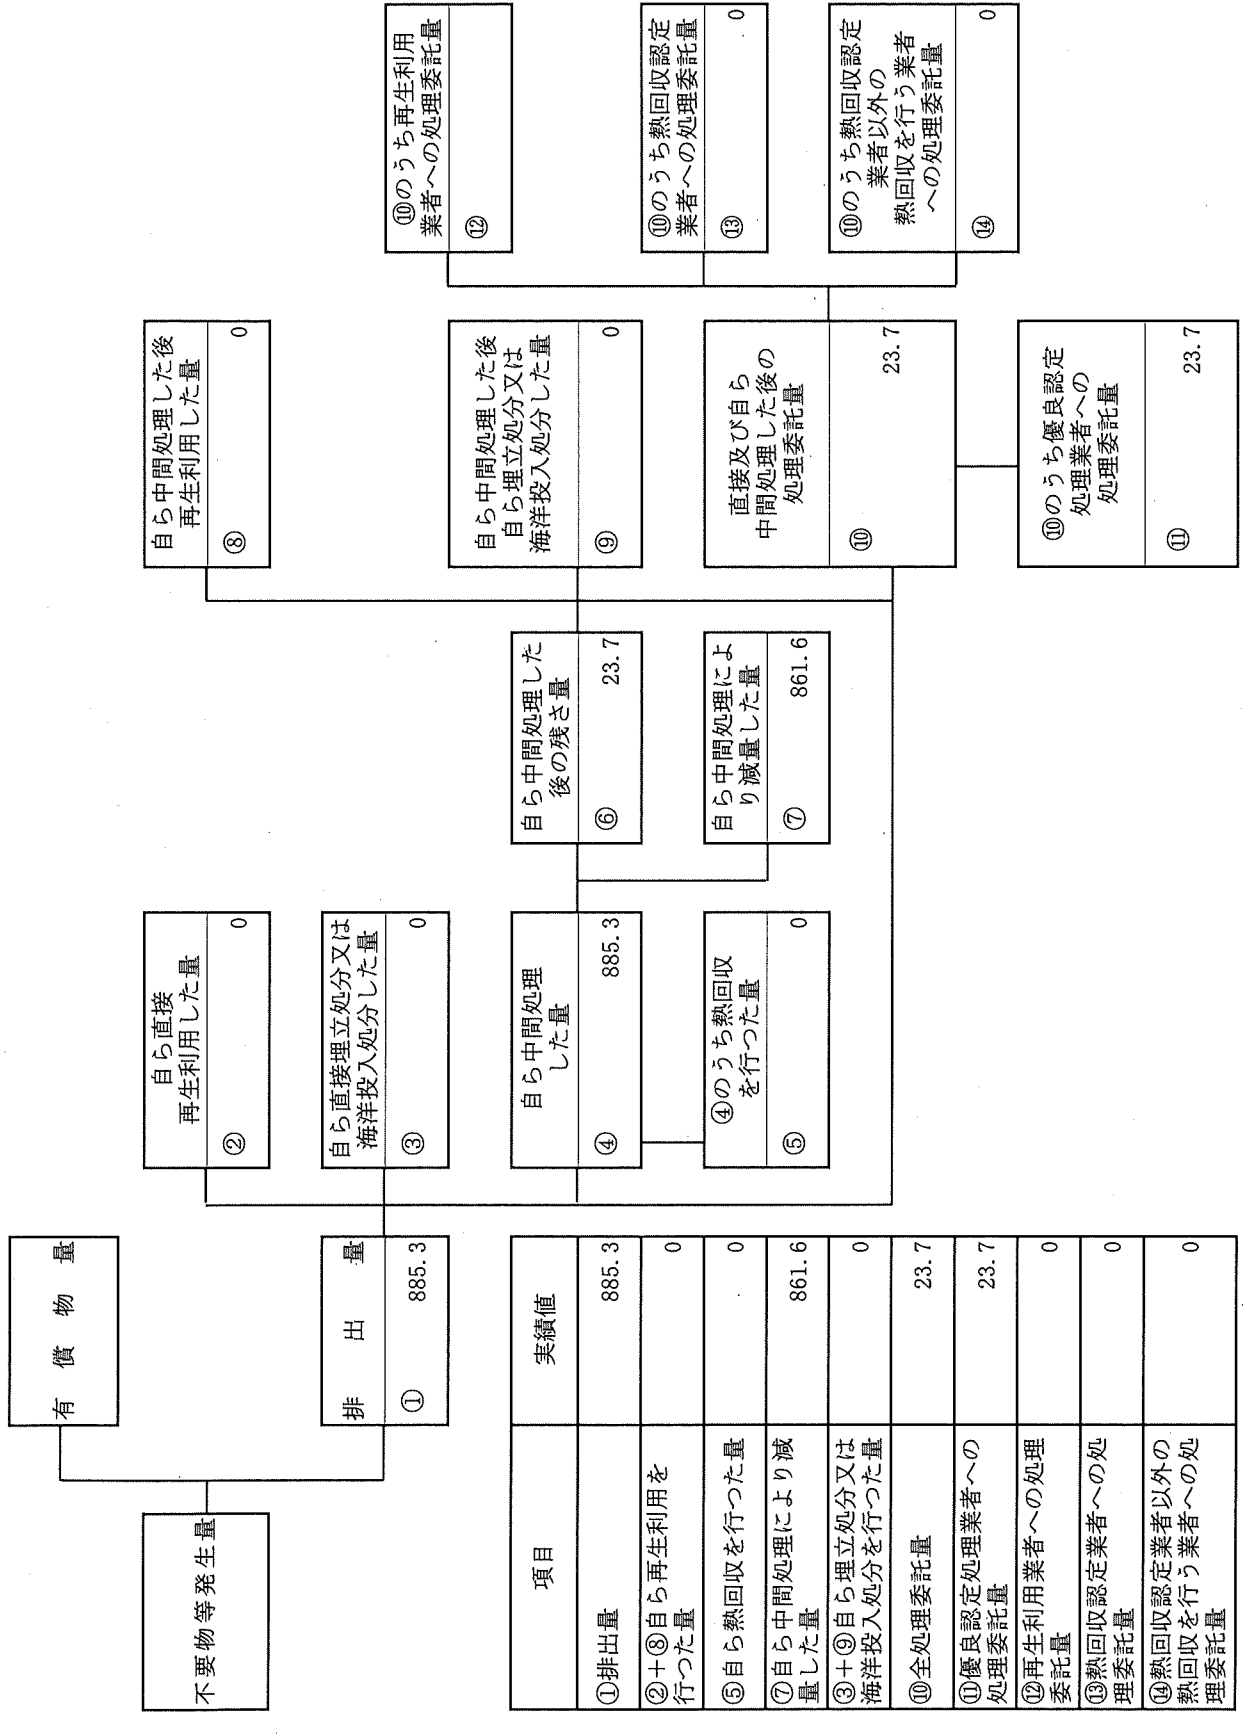 不要物等発生量
有償物量
排出量
① 885.3
自ら直接
再生利用した量
② 0
自ら直接埋立処分又は
海洋投入処分した量
③ 0
自ら中間処理
した量
④ 885.3
④のうち熱回収
を行つた量
⑤ 0
自ら中間処理した
後の残さ量
⑥ 23.7
自ら中間処理によ
り減量した量
⑦ 861.6
自ら中間処理した後
再生利用した量
⑧ 0
自ら中間処理した後
自ら埋立処分又は
海洋投入処分した量
⑨ 0
直接及び自ら
中間処理した後の
処理委託量
⑩ 23.7
⑩のうち優良認定
処理業者への
処理委託量
⑪ 23.7
⑩のうち再生利用
業者への処理委託量
⑫
⑩のうち熱回収認定
業者への処理委託量
⑬ 0
⑩のうち熱回収認定
業者以外の
熱回収を行う業者
への処理委託量
⑭ 0
項目 実績値
①排出量 885.3
②+⑧自ら再生利用を
行つた量 0
⑤自ら熱回収を行つた量 0
⑦自ら中間処理により減
量した量 861.6
③+⑨自ら埋立処分又は
海洋投入処分を行つた量 0
⑩全処理委託量 23.7
⑪優良認定処理業者への
処理委託量 23.7
⑫再生利用業者への処理
委託量 0
⑬熱回収認定業者への処
理委託量 0
⑭熱回収認定業者以外の
熱回収を行う業者への処
理委託量 0